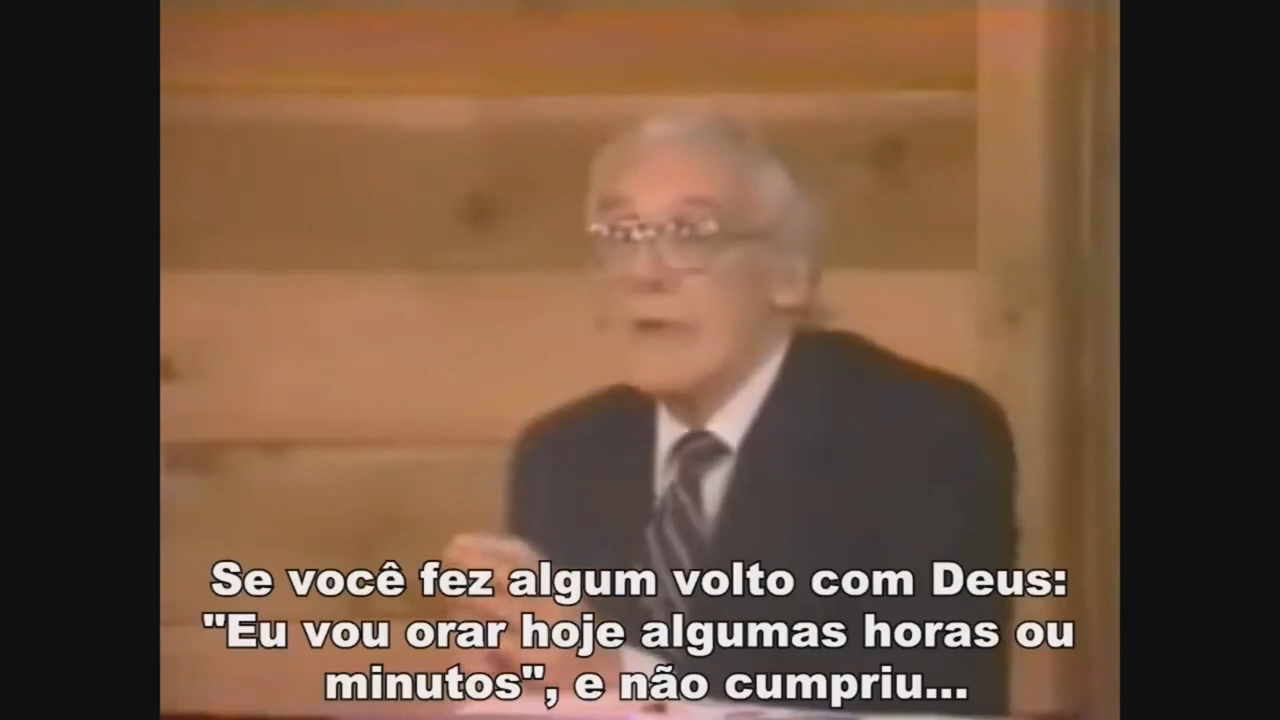 Se você fez algum volto com Deus:
"Eu vou orar hoje algumas horas ou
minutos", e não cumpriu...